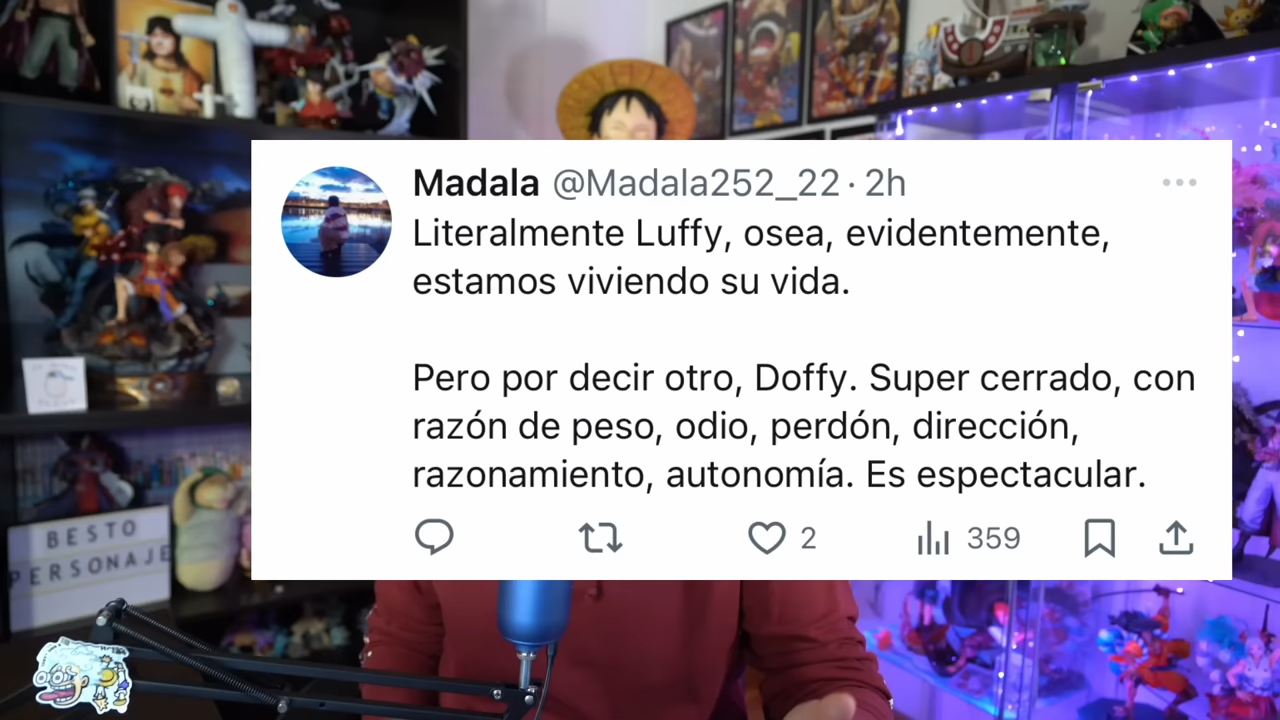 Madala @Madala252_22 · 2h
Literalmente Luffy, osea, evidentemente,
estamos viviendo su vida.
Pero por decir otro, Doffy. Super cerrado, con
razón de peso, odio, perdón, dirección,
razonamiento, autonomía. Es espectacular.
2 359
BESTO
PERSONAJE